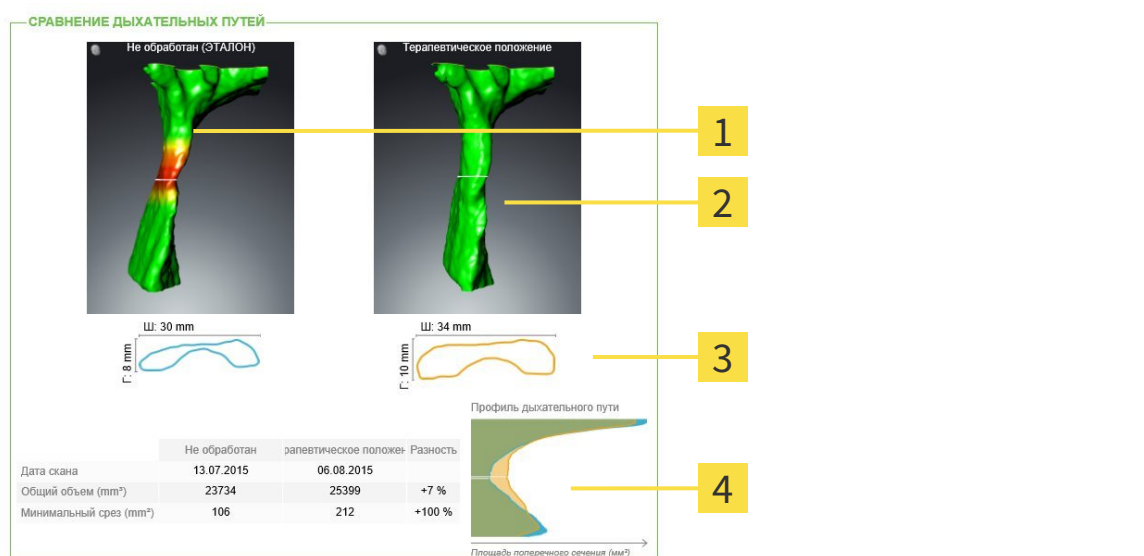 СРАВНЕНИЕ ДЫХАТЕЛЬНЫХ ПУТЕЙ
Не обработан (ЭТАЛОН)
Терапевтическое положение
1
2
Ш: 30 mm
Г: 8 mm
Ш: 34 mm
Г: 10 mm
3
Профиль дыхательного пути
Не обработан рапевтическое положен Разность
Дата скана 13.07.2015 06.08.2015
Общий объем (mm³) 23734 25399 +7 %
Минимальный срез (mm²) 106 212 +100 %
4
Площадь поперечного сечения (мм²)